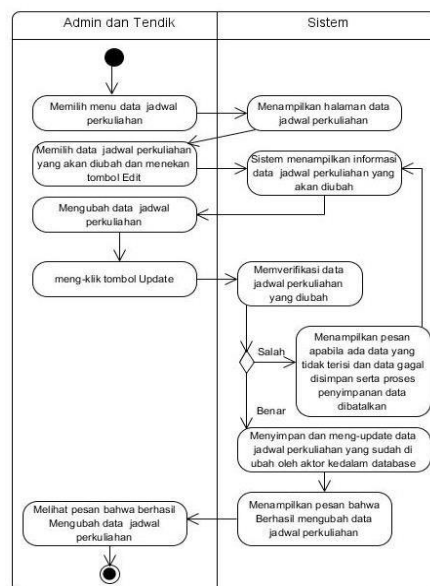 Admin dan Tendik
Sistem
Memilih menu data jadwal
perkuliahan
Menampilkan halaman data
jadwal perkuliahan
Memilih data jadwal perkuliahan
yang akan diubah dan menekan
tombol Edit
Sistem menampilkan informasi
data jadwal perkuliahan yang
akan diubah
Mengubah data jadwal
perkuliahan
meng-klik tombol Update
Memverifikasi data
jadwal perkuliahan
yang diubah
Salah
Menampilkan pesan
apabila ada data yang
tidak terisi dan data gagal
disimpan serta proses
penyimpanan data
dibatalkan
Benar
Menyimpan dan meng-update data
jadwal perkuliahan yang sudah di
ubah oleh aktor kedalam database
Menampilkan pesan bahwa
Berhasil mengubah data
jadwal perkuliahan
Melihat pesan bahwa berhasil
Mengubah data jadwal
perkuliahan